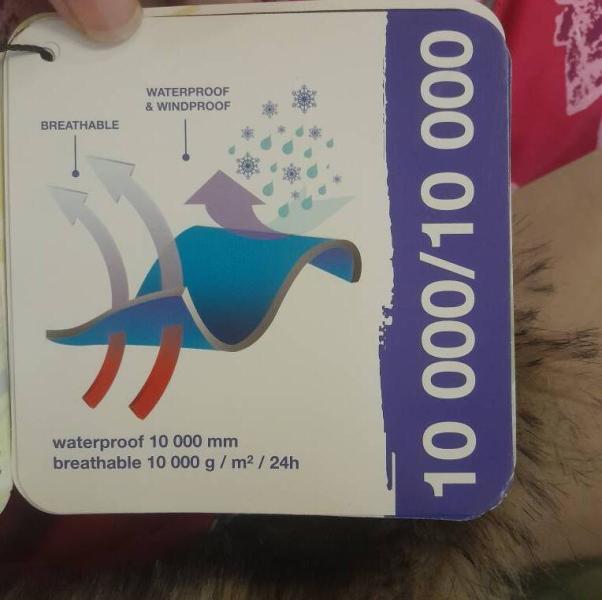 WATERPROOF
& WINDPROOF
BREATHABLE
waterproof 10 000 mm
breathable 10 000 g / m² / 24h
10 000/10 000